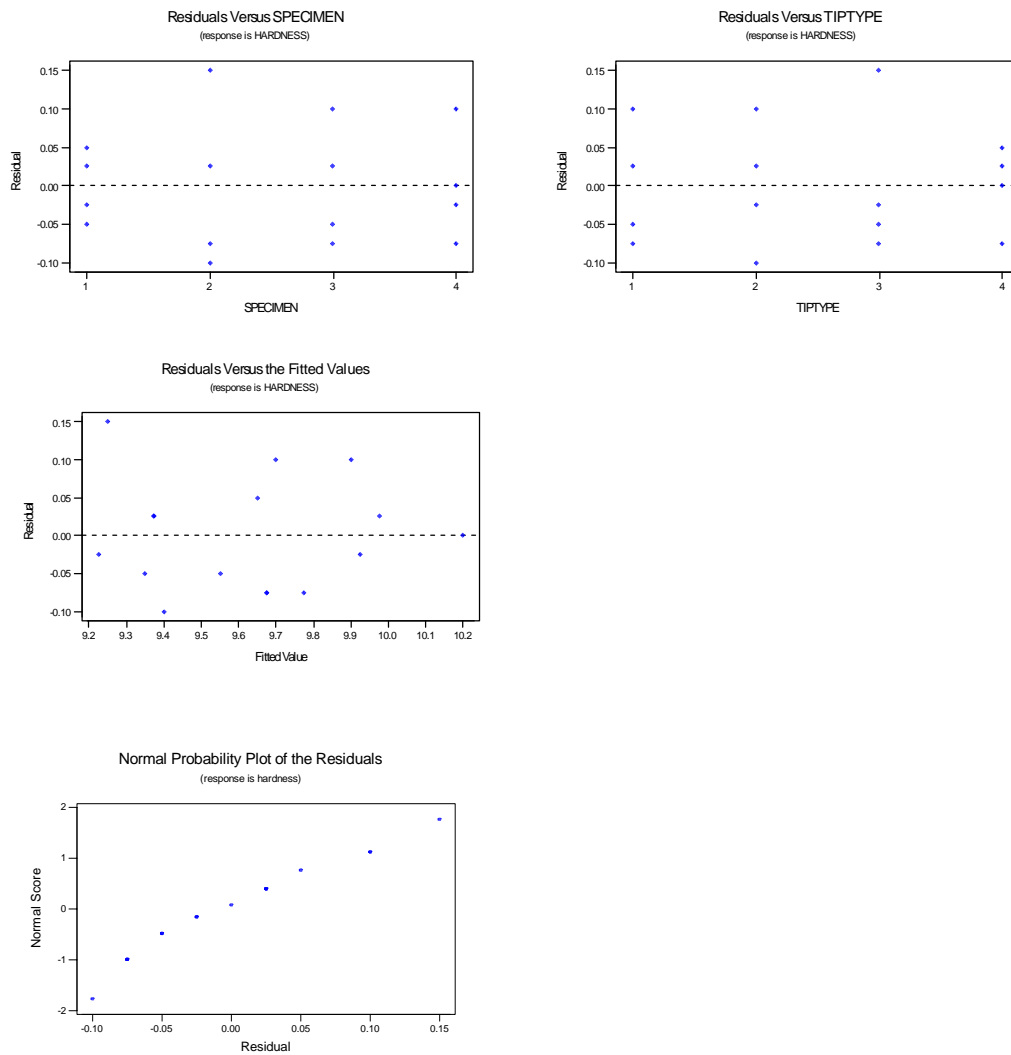 Residuals Versus SPECIMEN
(response is HARDNESS)
0.15
0.10
0.05
0.00
-0.05
-0.10
Residual
1 2 3 4
SPECIMEN
Residuals Versus TIPTYPE
(response is HARDNESS)
0.15
0.10
0.05
0.00
-0.05
-0.10
Residual
1 2 3 4
TIPTYPE
Residuals Versus the Fitted Values
(response is HARDNESS)
0.15
0.10
0.05
0.00
-0.05
-0.10
Residual
9.2 9.3 9.4 9.5 9.6 9.7 9.8 9.9 10.0 10.1 10.2
Fitted Value
Normal Probability Plot of the Residuals
(response is hardness)
2
1
0
-1
-2
Normal Score
-0.10 -0.05 0.00 0.05 0.10 0.15
Residual